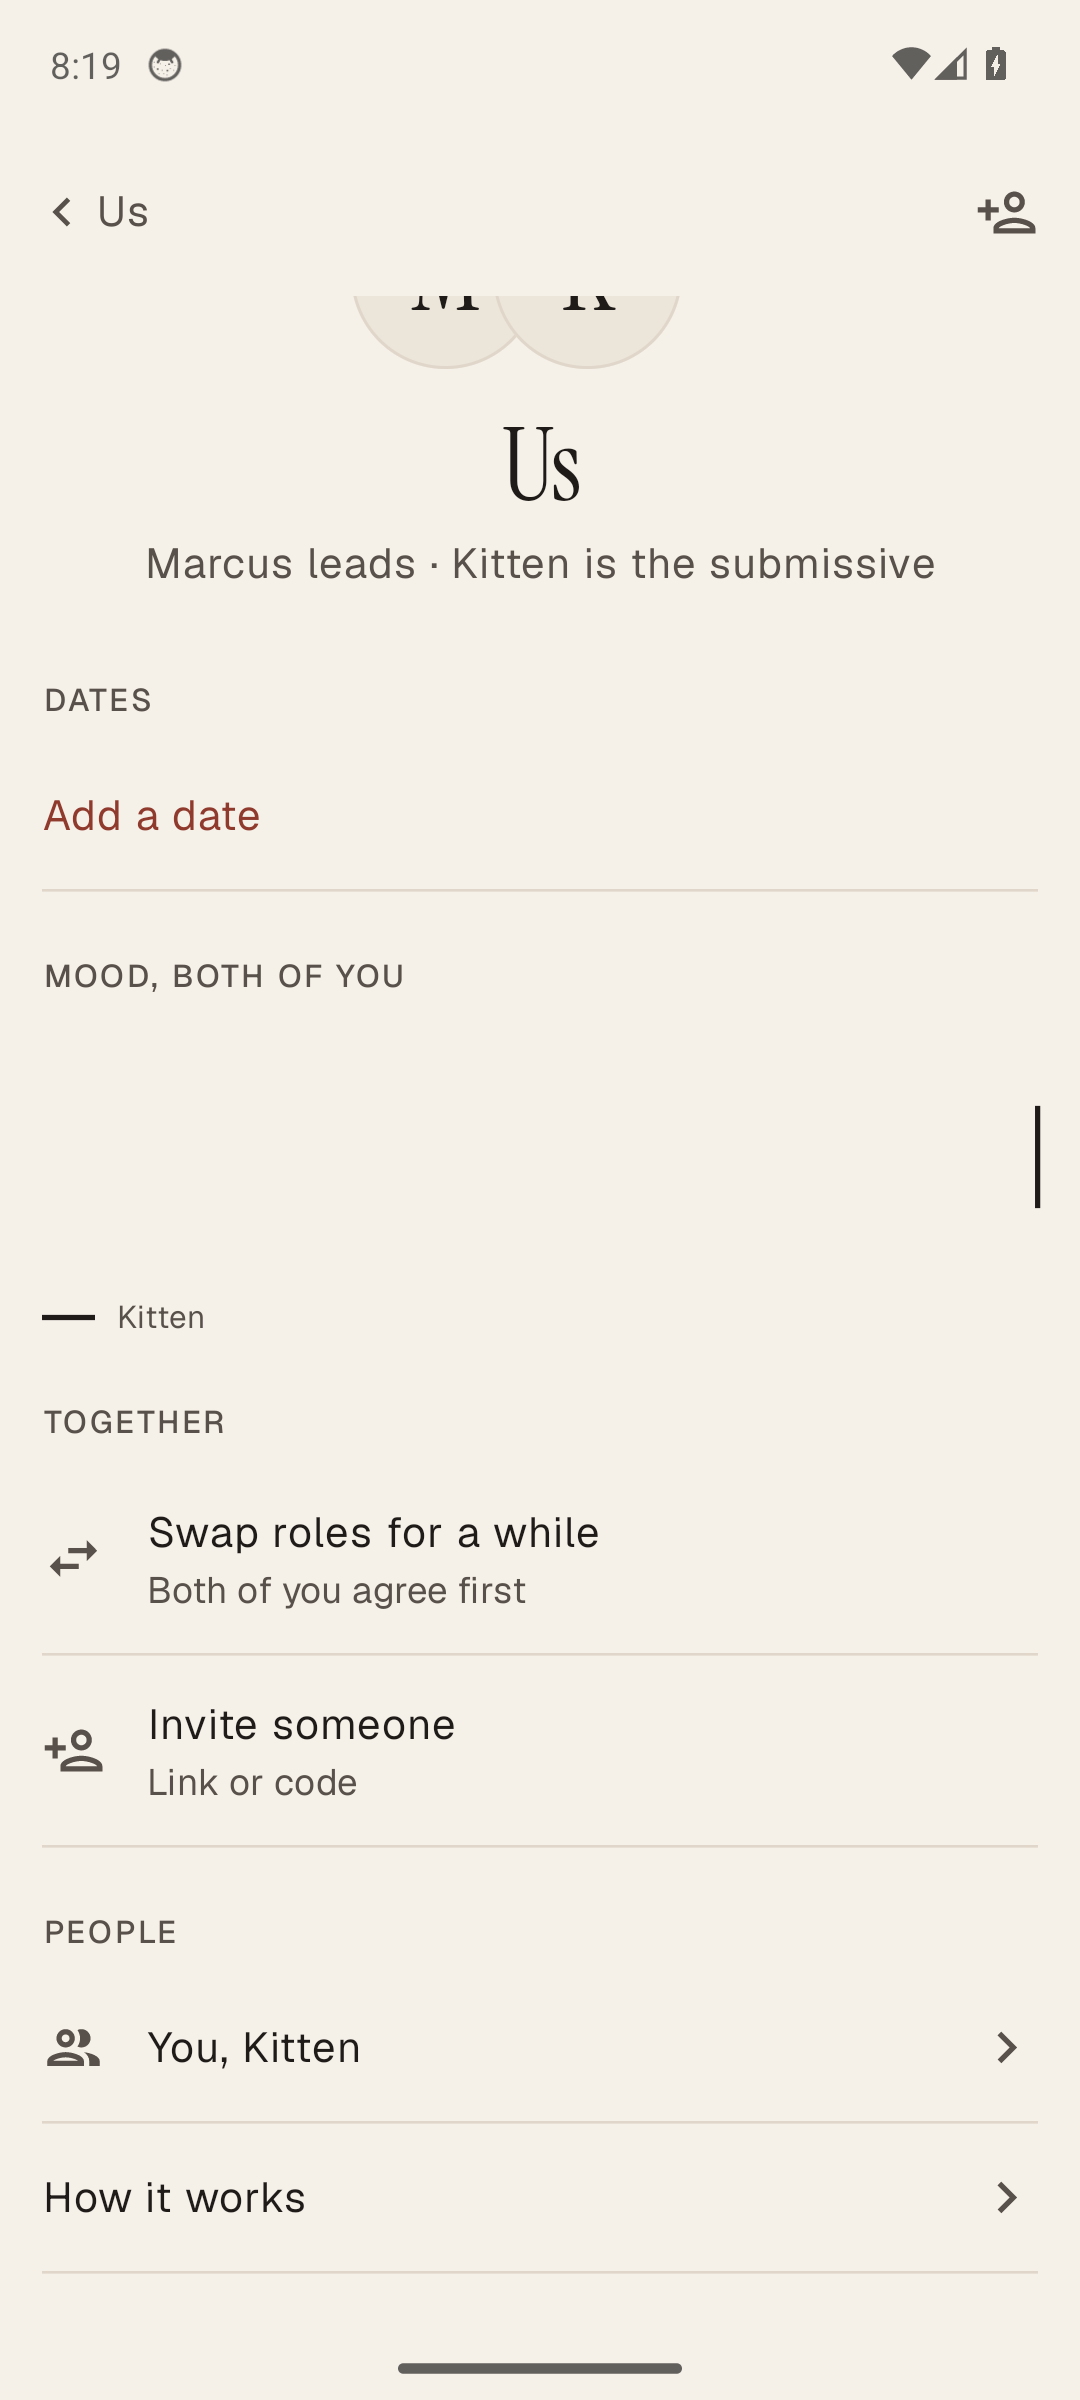 8:19
Us
M K
Us
Marcus leads · Kitten is the submissive
DATES
Add a date
MOOD, BOTH OF YOU
Kitten
TOGETHER
Swap roles for a while
Both of you agree first
Invite someone
Link or code
PEOPLE
You, Kitten
How it works